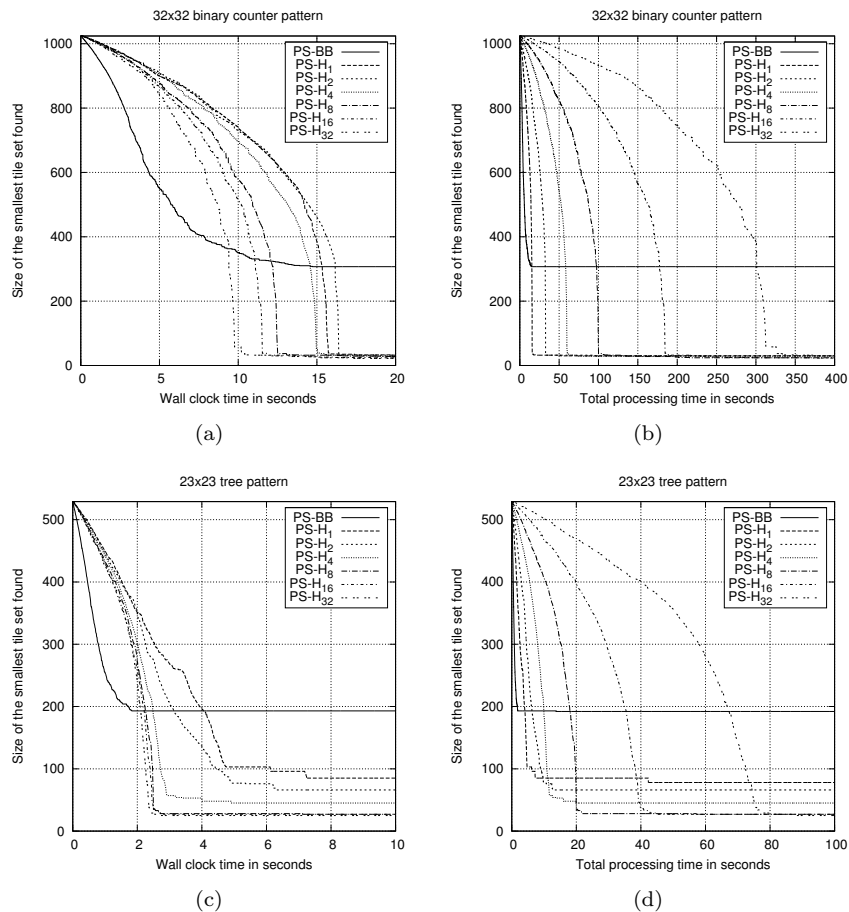 32x32 binary counter pattern
Size of the smallest tile set found
1000
800
600
400
200
0
PS-BB
PS-H1
PS-H2
PS-H4
PS-H8
PS-H16
PS-H32
0 5 10 15 20
Wall clock time in seconds
(a)
32x32 binary counter pattern
Size of the smallest tile set found
1000
800
600
400
200
0
PS-BB
PS-H1
PS-H2
PS-H4
PS-H8
PS-H16
PS-H32
0 50 100 150 200 250 300 350 400
Total processing time in seconds
(b)
23x23 tree pattern
Size of the smallest tile set found
500
400
300
200
100
0
PS-BB
PS-H1
PS-H2
PS-H4
PS-H8
PS-H16
PS-H32
0 2 4 6 8 10
Wall clock time in seconds
(c)
23x23 tree pattern
Size of the smallest tile set found
500
400
300
200
100
0
PS-BB
PS-H1
PS-H2
PS-H4
PS-H8
PS-H16
PS-H32
0 20 40 60 80 100
Total processing time in seconds
(d)